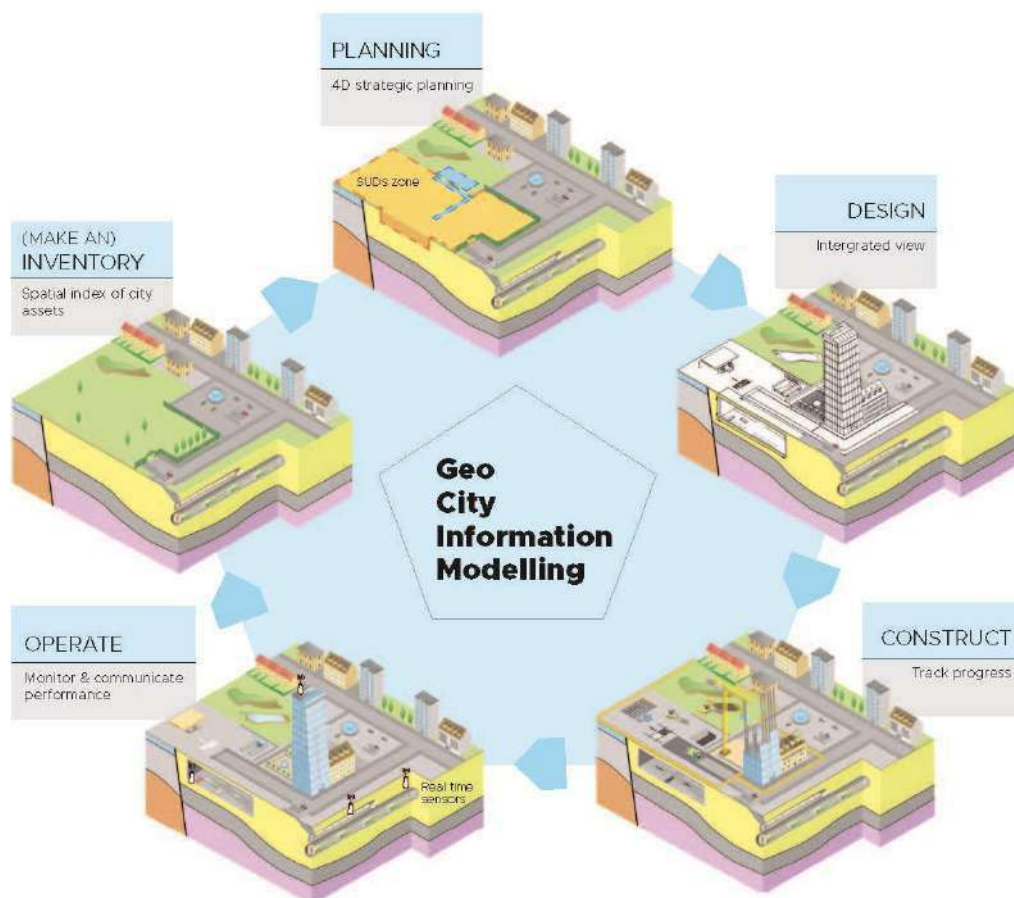 PLANNING
4D strategic planning
SUDs zone
DESIGN
Intergrated view
(MAKE AN)
INVENTORY
Spatial index of city
assets
Geo
City
Information
Modelling
OPERATE
Monitor & communicate
performance
Real time
sensors
CONSTRUCT
Track progress